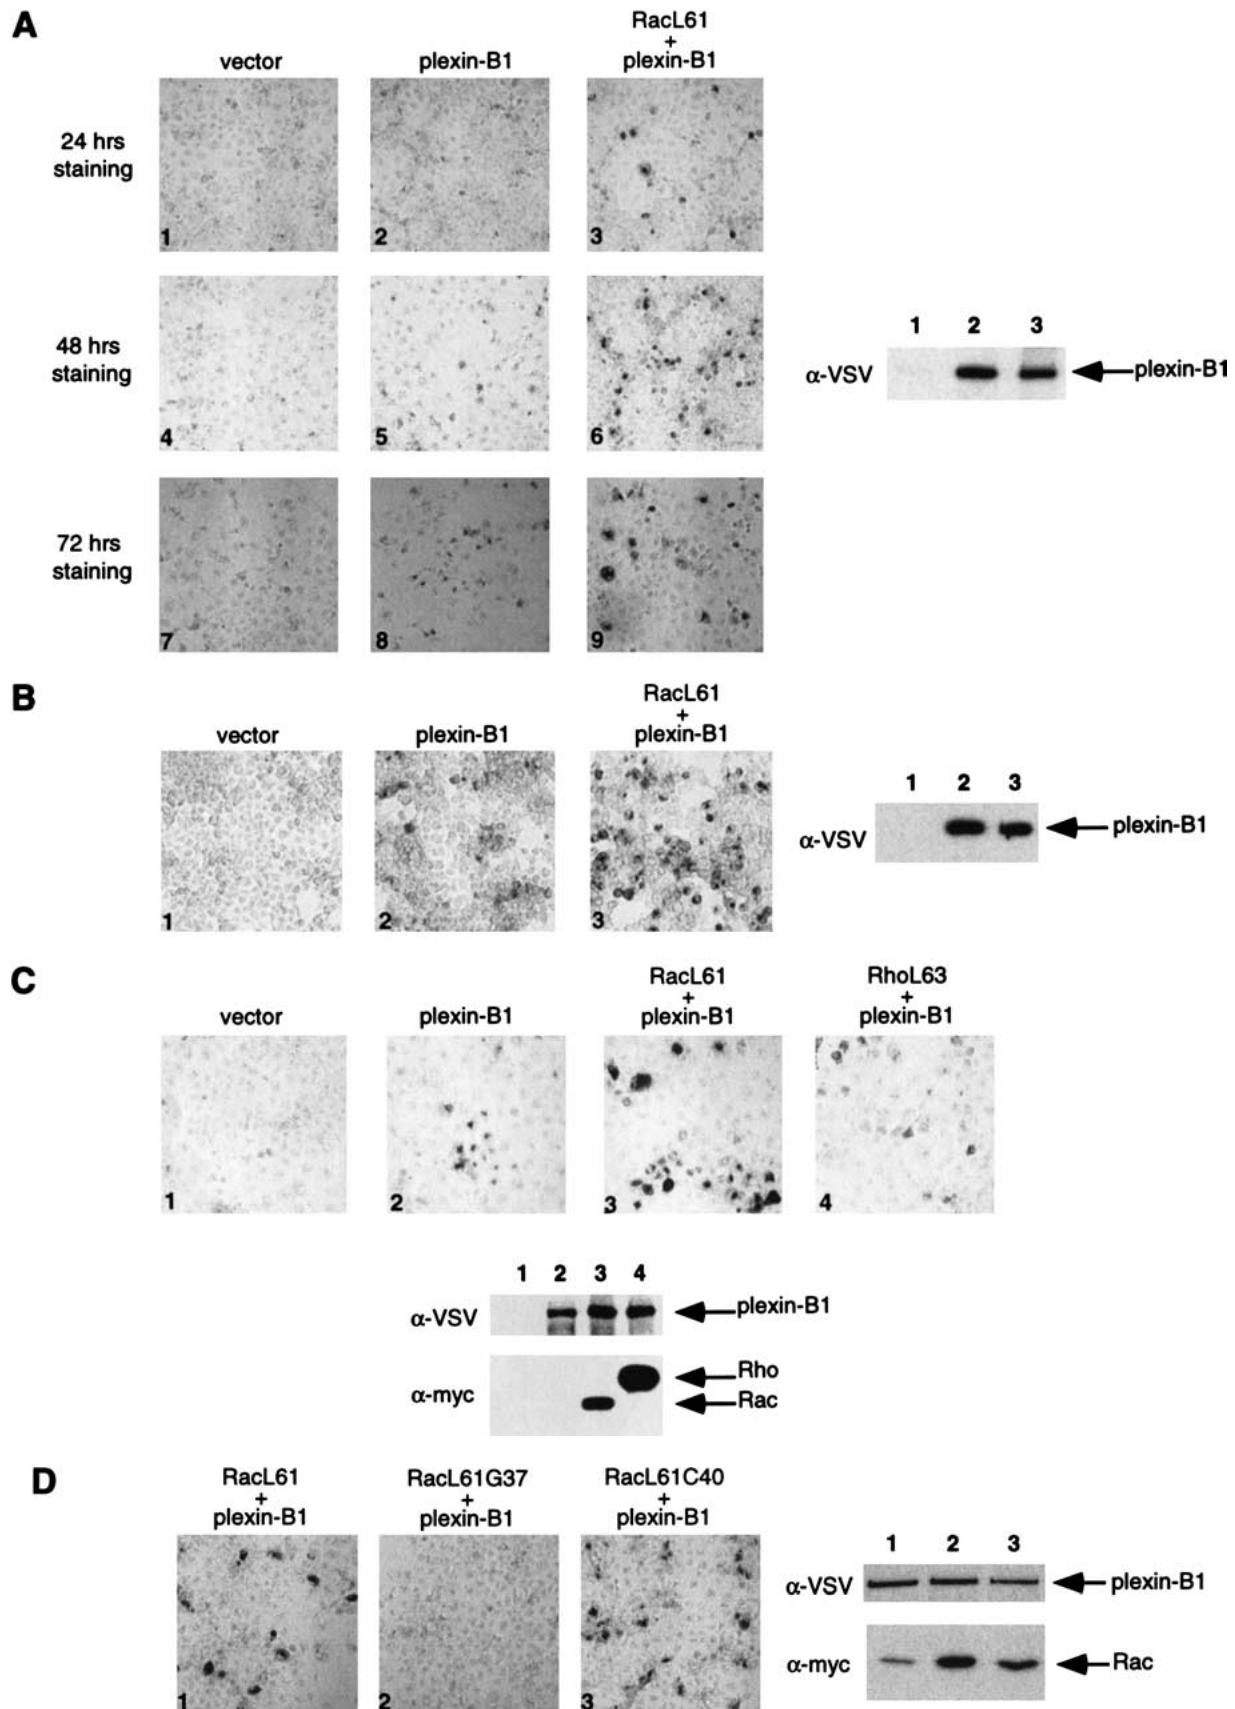 A
vector
plexin-B1
RacL61
+
plexin-B1
24 hrs
staining
1
2
3
48 hrs
staining
4
5
6
1 2 3
α-VSV
plexin-B1
72 hrs
staining
7
8
9
B
vector
plexin-B1
RacL61
+
plexin-B1
1
2
3
1 2 3
α-VSV
plexin-B1
C
vector
plexin-B1
RacL61
+
plexin-B1
RhoL63
+
plexin-B1
1
2
3
4
1 2 3 4
α-VSV
plexin-B1
α-myc
Rho
Rac
D
RacL61
+
plexin-B1
RacL61G37
+
plexin-B1
RacL61C40
+
plexin-B1
1
2
3
1 2 3
α-VSV
plexin-B1
α-myc
Rac